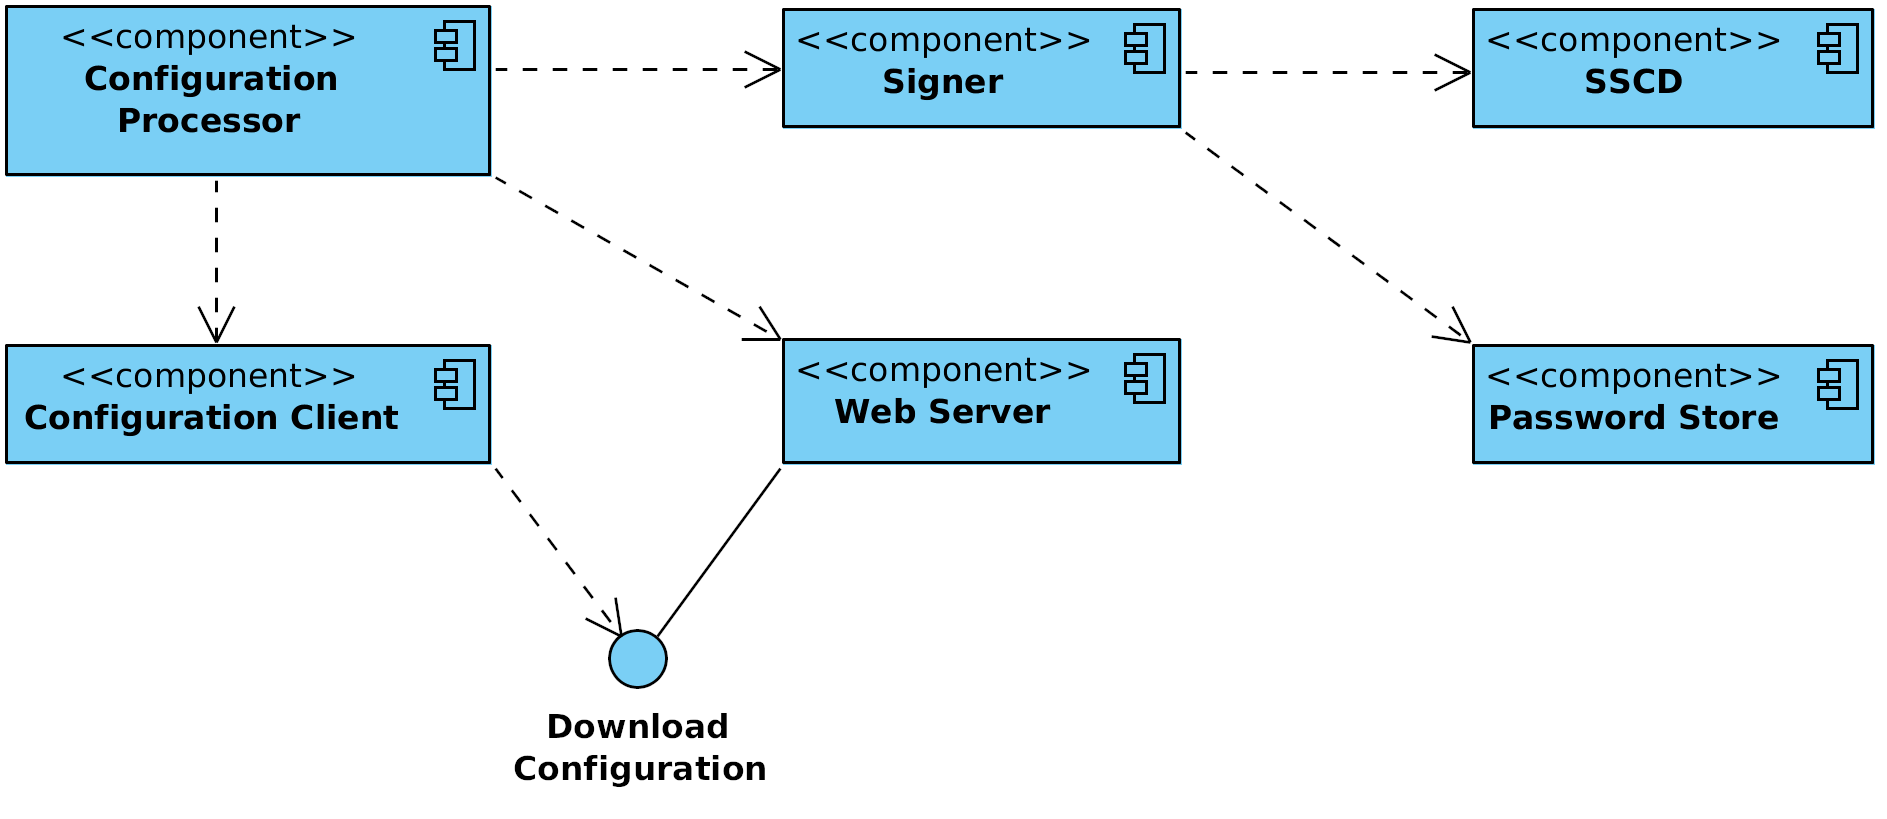 <<component>>
Configuration
Processor
<<component>>
Signer
<<component>>
SSCD
<<component>>
Configuration Client
<<component>>
Web Server
<<component>>
Password Store
Download
Configuration